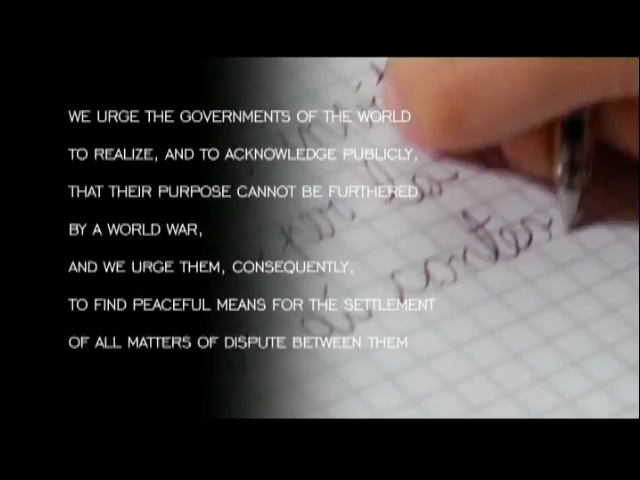 WE URGE THE GOVERNMENTS OF THE WORLD
TO REALIZE, AND TO ACKNOWLEDGE PUBLICLY,
THAT THEIR PURPOSE CANNOT BE FURTHERED
BY A WORLD WAR,
AND WE URGE THEM, CONSEQUENTLY,
TO FIND PEACEFUL MEANS FOR THE SETTLEMENT
OF ALL MATTERS OF DISPUTE BETWEEN THEM